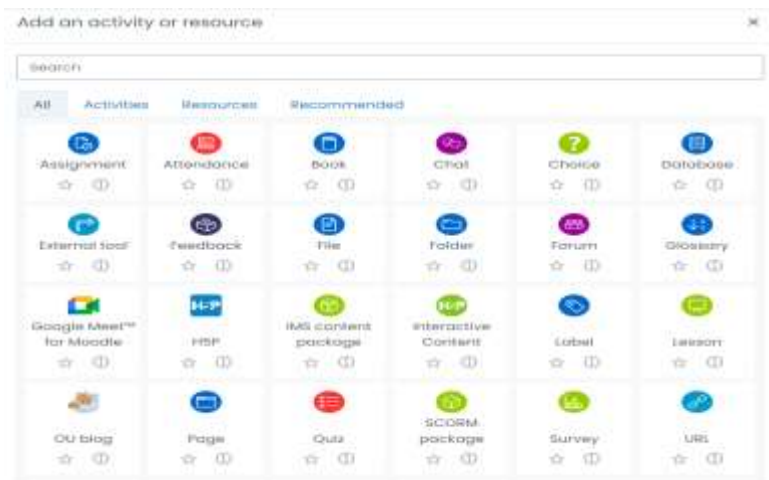 Add an activity or resource
Search
All Activities Resources Recommended
Assignment Attendance Book Chat Choice Database
External tool Feedback File Folder Forum Glossary
Google Meet™ for Moodle H5P IMS content package Interactive Content Label Lesson
OU blog Page Quiz SCORM package Survey URL